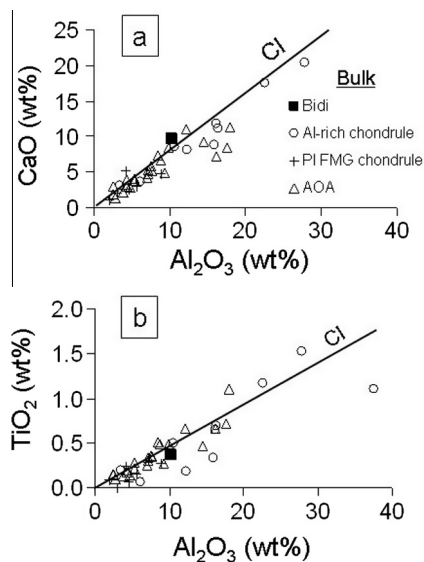 a
CaO (wt%)
25
20
15
10
5
0
0 10 20 30 40
Al₂O₃ (wt%)
CI
Bulk
Bidi
Al-rich chondrule
Pl FMG chondrule
AOA
b
TiO₂ (wt%)
2.0
1.5
1.0
0.5
0.0
0 10 20 30 40
Al₂O₃ (wt%)
CI